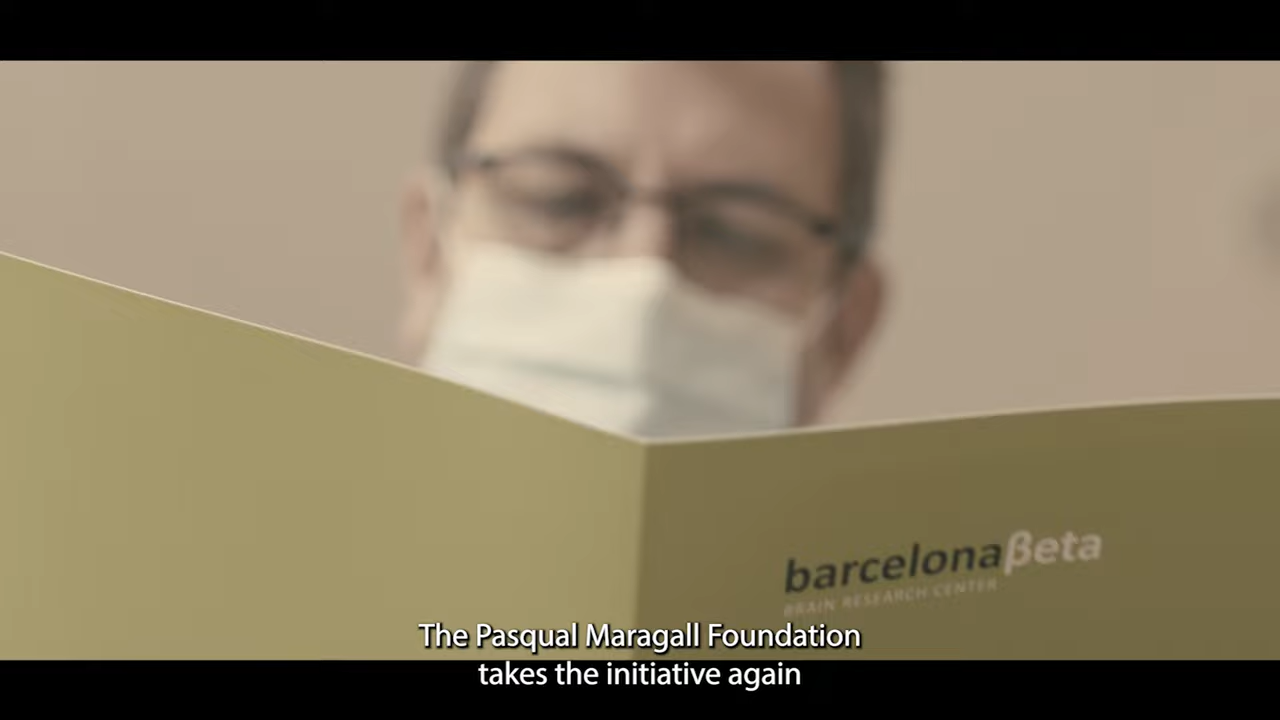 barcelonaβeta
BRAIN RESEARCH CENTER
The Pasqual Maragall Foundation
takes the initiative again